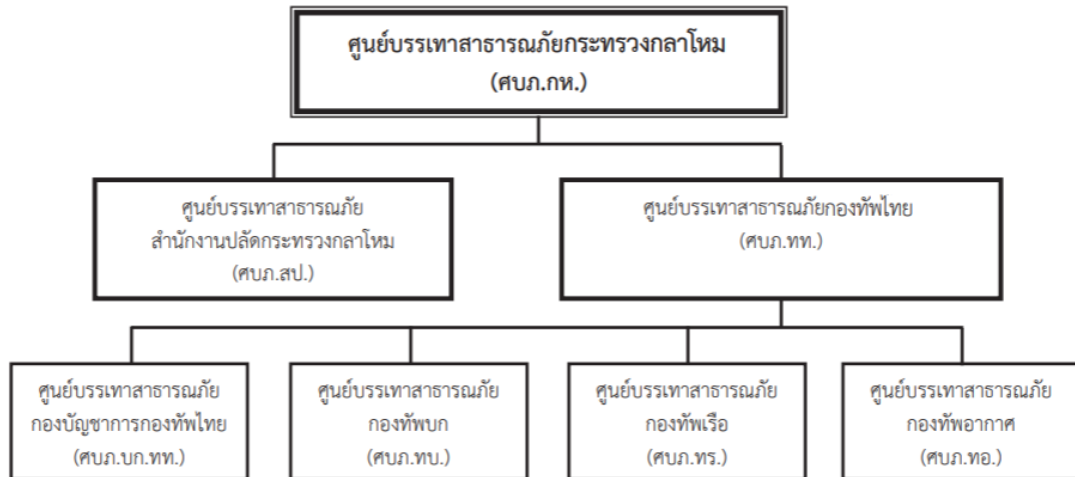 ศูนย์บรรเทาสาธารณภัยกระทรวงกลาโหม
(ศบภ.กห.)
ศูนย์บรรเทาสาธารณภัย
สำนักงานปลัดกระทรวงกลาโหม
(ศบภ.สป.)
ศูนย์บรรเทาสาธารณภัยกองทัพไทย
(ศบภ.ทท.)
ศูนย์บรรเทาสาธารณภัย
กองบัญชาการกองทัพไทย
(ศบภ.บก.ทท.)
ศูนย์บรรเทาสาธารณภัย
กองทัพบก
(ศบภ.ทบ.)
ศูนย์บรรเทาสาธารณภัย
กองทัพเรือ
(ศบภ.ทร.)
ศูนย์บรรเทาสาธารณภัย
กองทัพอากาศ
(ศบภ.ทอ.)